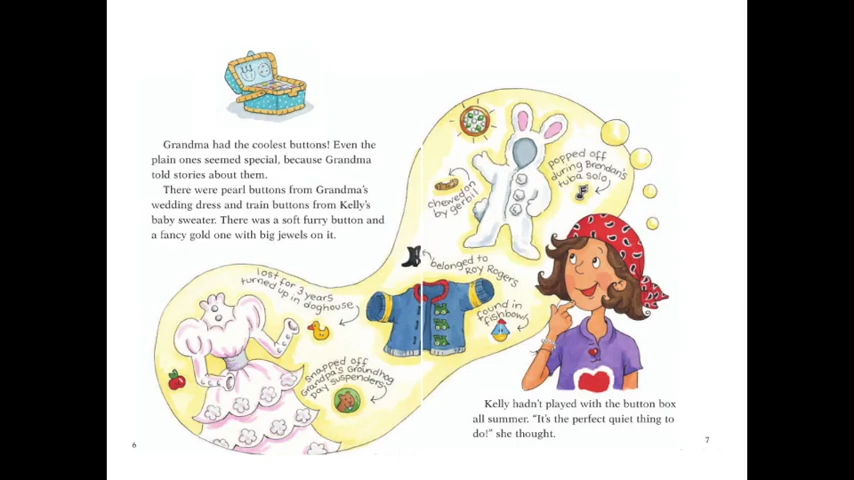 Grandma had the coolest buttons! Even the
plain ones seemed special, because Grandma
told stories about them.
There were pearl buttons from Grandma's
wedding dress and train buttons from Kelly's
baby sweater. There was a soft furry button and
a fancy gold one with big jewels on it.
lost for 3 years
turned up in doghouse
snapped off
Grandpa's Groundhog
Day suspenders
6
chewed on
by gerbil
popped off
during Brendan's
tuba solo
belonged to
Roy Rogers
found in
fishbowl
Kelly hadn't played with the button box
all summer. "It's the perfect quiet thing to
do!" she thought.
7